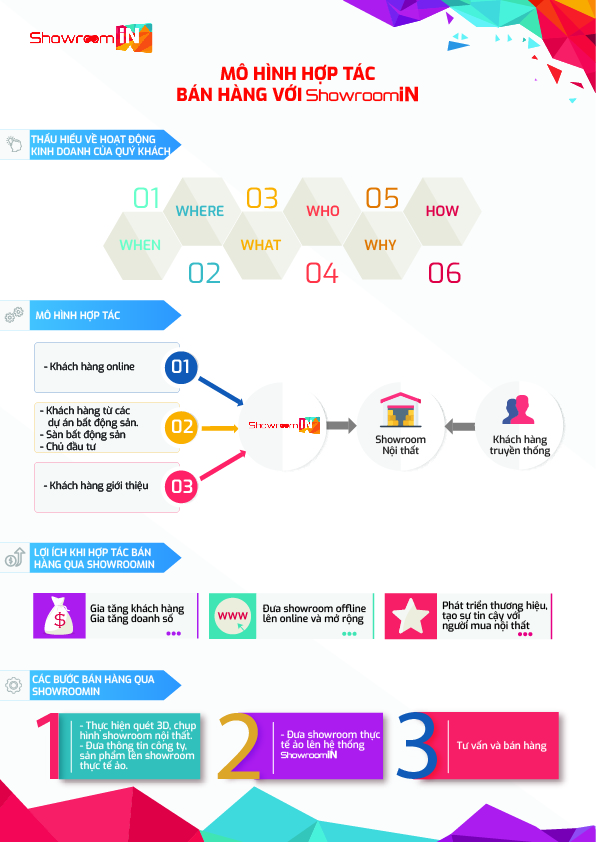 ShowroomiN
MÔ HÌNH HỢP TÁC
BÁN HÀNG VỚI ShowroomiN
THẤU HIỂU VỀ HOẠT ĐỘNG
KINH DOANH CỦA QUÝ KHÁCH
01
WHERE
03
WHO
05
HOW
WHEN
02
WHAT
04
WHY
06
MÔ HÌNH HỢP TÁC
- Khách hàng online
01
- Khách hàng từ các
dự án bất động sản.
- Sàn bất động sản
- Chủ đầu tư
02
- Khách hàng giới thiệu
03
ShowroomiN
Showroom
Nội thất
Khách hàng
truyền thống
LỢI ÍCH KHI HỢP TÁC BÁN
HÀNG QUA SHOWROOMIN
$
Gia tăng khách hàng
Gia tăng doanh số
WWW
Đưa showroom offline
lên online và mở rộng
Phát triển thương hiệu,
tạo sự tin cậy với
người mua nội thất
CÁC BƯỚC BÁN HÀNG QUA
SHOWROOMIN
1
- Thực hiện quét 3D, chụp
hình showroom nội thất.
- Đưa thông tin công ty,
sản phẩm lên showroom
thực tế ảo.
2
- Đưa showroom thực
tế ảo lên hệ thống
ShowroomiN
3
Tư vấn và bán hàng